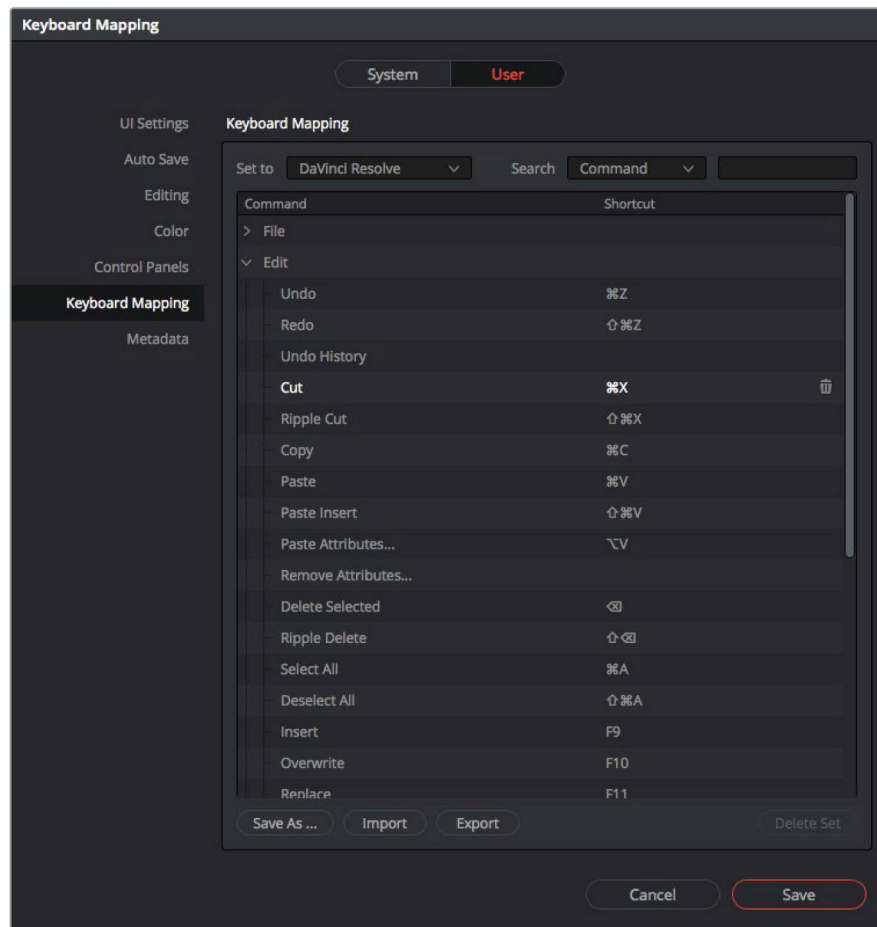 Keyboard Mapping
System User
UI Settings
Auto Save
Editing
Color
Control Panels
Keyboard Mapping
Metadata
Keyboard Mapping
Set to DaVinci Resolve Search Command
Command Shortcut
> File
Edit
Undo ⌘Z
Redo ⇧⌘Z
Undo History
Cut ⌘X
Ripple Cut ⇧⌘X
Copy ⌘C
Paste ⌘V
Paste Insert ⇧⌘V
Paste Attributes... ⌥V
Remove Attributes...
Delete Selected ⌫
Ripple Delete ⇧⌫
Select All ⌘A
Deselect All ⇧⌘A
Insert F9
Overwrite F10
Replace F11
Save As ... Import Export Delete Set
Cancel Save